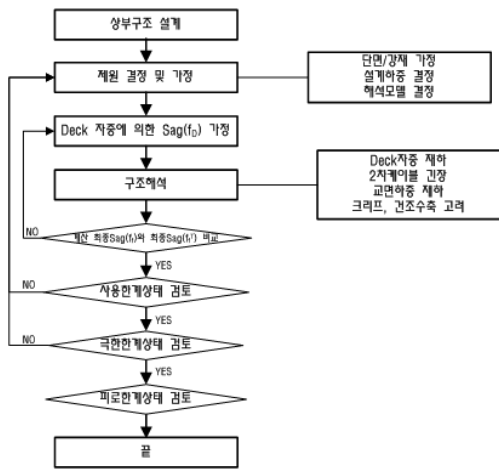 상부구조 설계
제원 결정 및 가정
단면/강재 가정
설계하중 결정
해석모델 결정
Deck 자중에 의한 Sag(fD) 가정
구조해석
Deck자중 재하
2차케이블 긴장
교면하중 재하
크리프, 건조수축 고려
NO
계산 최종Sag(ff)와 최종Sag(ff') 비교
YES
NO
사용한계상태 검토
YES
NO
극한한계상태 검토
YES
피로한계상태 검토
끝